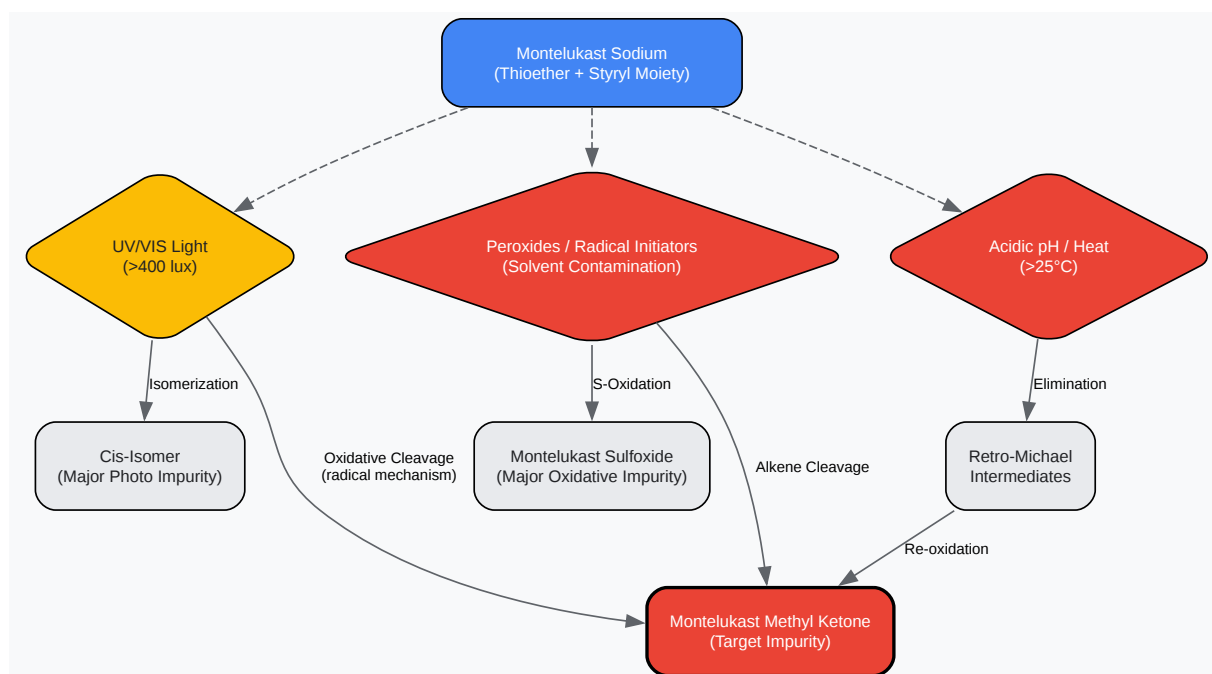 Montelukast Sodium
(Thioether + Styryl Moiety)
UV/VIS Light
(>400 lux)
Peroxides / Radical Initiators
(Solvent Contamination)
Acidic pH / Heat
(>25°C)
Isomerization
S-Oxidation
Elimination
Cis-Isomer
(Major Photo Impurity)
Oxidative Cleavage
(radical mechanism)
Montelukast Sulfoxide
(Major Oxidative Impurity)
Alkene Cleavage
Retro-Michael
Intermediates
Re-oxidation
Montelukast Methyl Ketone
(Target Impurity)